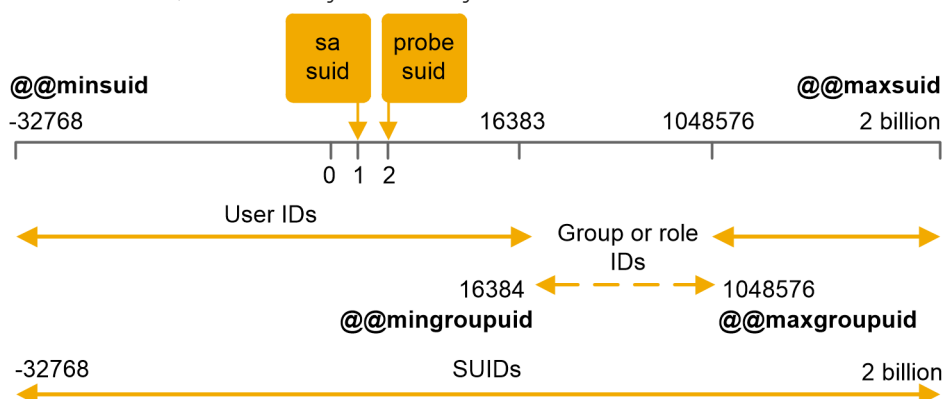 sa
suid
probe
suid
@@minsuid
@@maxsuid
-32768
16383
1048576
2 billion
0
1
2
User IDs
Group or role
IDs
16384
1048576
@@mingroupuid
@@maxgroupuid
-32768
SUIDs
2 billion